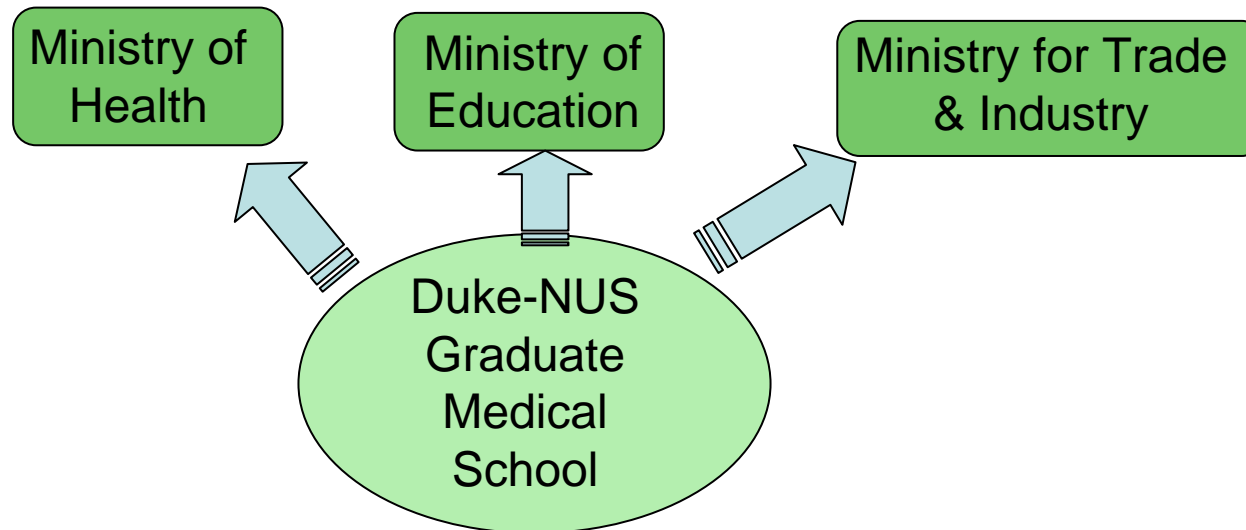 Ministry of
Health
Ministry of
Education
Ministry for Trade
& Industry
Duke-NUS
Graduate
Medical
School